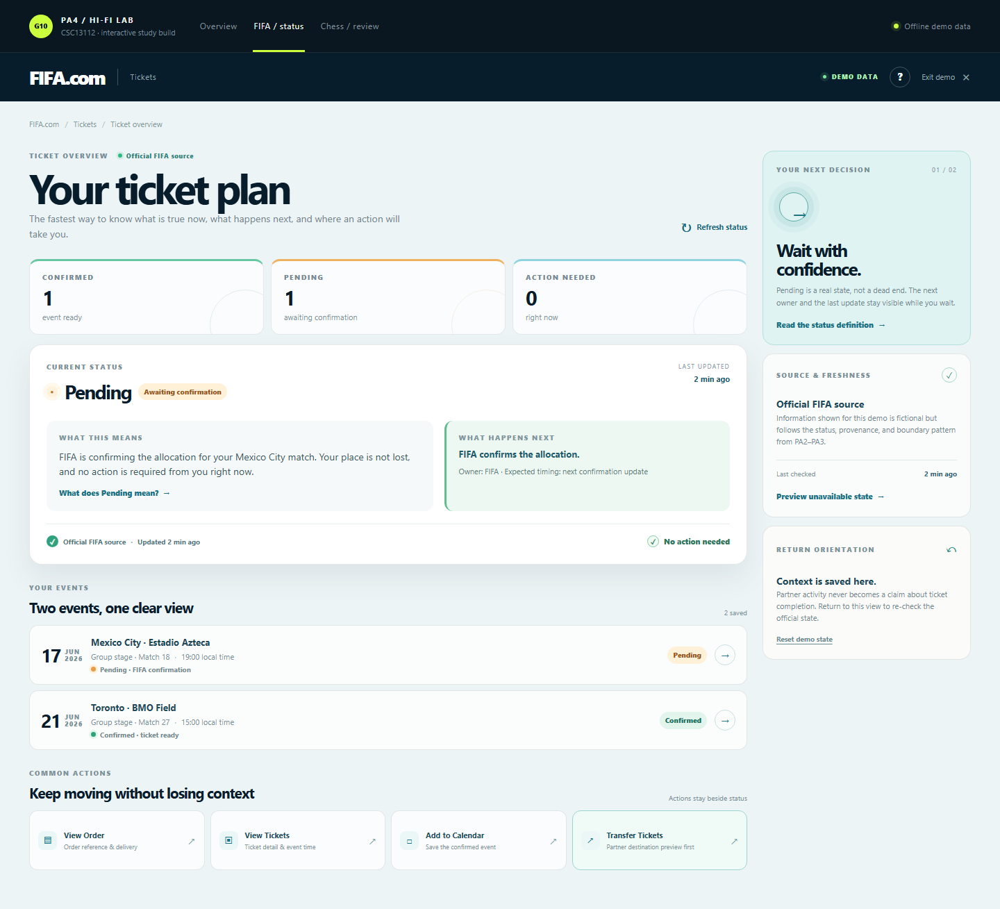 G10
PA4 / HI-FI LAB
CSC13112 · interactive study build
Overview
FIFA / status
Chess / review
Offline demo data
FIFA.com
Tickets
DEMO DATA
?
Exit demo ×
FIFA.com / Tickets / Ticket overview
TICKET OVERVIEW
Official FIFA source
Your ticket plan
The fastest way to know what is true now, what happens next, and where an action will
take you.
↻ Refresh status
CONFIRMED
1
event ready
PENDING
1
awaiting confirmation
ACTION NEEDED
0
right now
CURRENT STATUS
Pending
Awaiting confirmation
LAST UPDATED
2 min ago
WHAT THIS MEANS
FIFA is confirming the allocation for your Mexico City match. Your place is not lost,
and no action is required from you right now.
What does Pending mean? →
WHAT HAPPENS NEXT
FIFA confirms the allocation.
Owner: FIFA · Expected timing: next confirmation update
✓ Official FIFA source · Updated 2 min ago
✓ No action needed
YOUR EVENTS
Two events, one clear view
2 saved
17 JUN 2026
Mexico City · Estadio Azteca
Group stage · Match 18 · 19:00 local time
Pending · FIFA confirmation
Pending
→
21 JUN 2026
Toronto · BMO Field
Group stage · Match 27 · 15:00 local time
Confirmed · ticket ready
Confirmed
→
COMMON ACTIONS
Keep moving without losing context
Actions stay beside status
View Order
Order reference & delivery
↗
View Tickets
Ticket detail & event time
↗
Add to Calendar
Save the confirmed event
↗
Transfer Tickets
Partner destination preview first
↗
YOUR NEXT DECISION
01 / 02
→
Wait with
confidence.
Pending is a real state, not a dead end. The next
owner and the last update stay visible while you wait.
Read the status definition →
SOURCE & FRESHNESS
✓
Official FIFA source
Information shown for this demo is fictional but
follows the status, provenance, and boundary pattern
from PA2–PA3.
Last checked
2 min ago
Preview unavailable state →
RETURN ORIENTATION
Context is saved here.
Partner activity never becomes a claim about ticket
completion. Return to this view to re-check the
official state.
Reset demo state